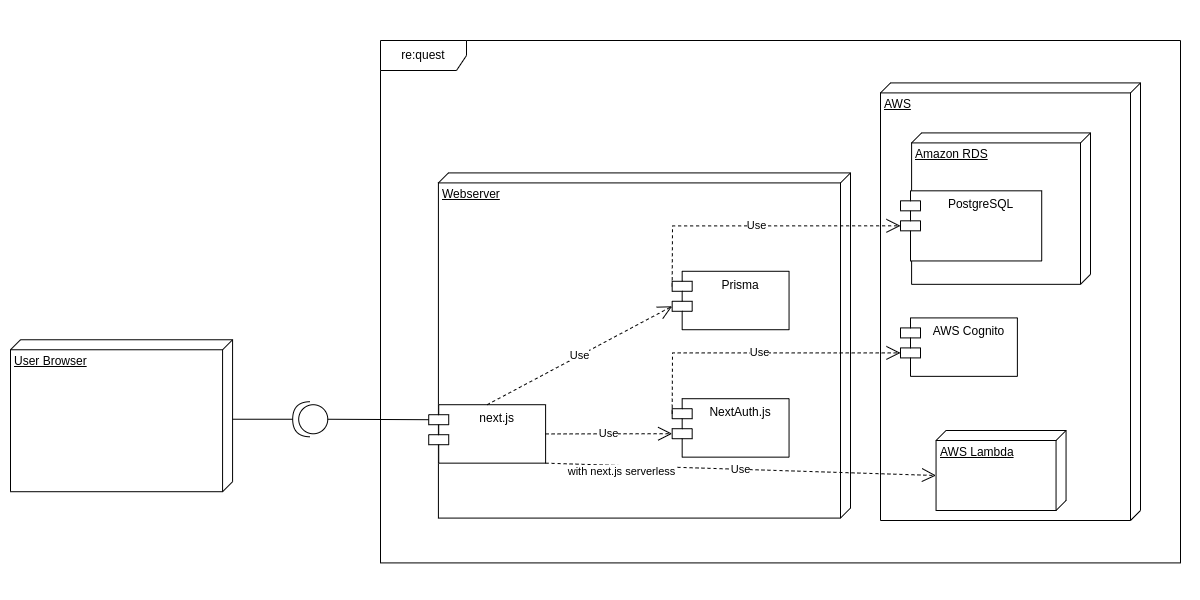 re:quest
AWS
Amazon RDS
PostgreSQL
Webserver
Use
Prisma
AWS Cognito
Use
Use
User Browser
next.js
NextAuth.js
Use
with next.js serverless
Use
AWS Lambda